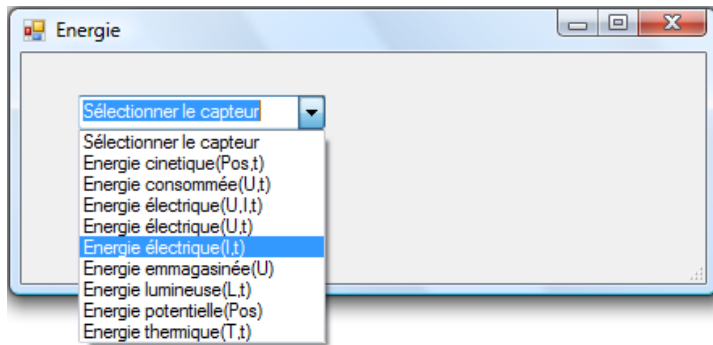 Energie
Sélectionner le capteur
Sélectionner le capteur
Energie cinetique(Pos,t)
Energie consommée(U,t)
Energie électrique(U,I,t)
Energie électrique(U,t)
Energie électrique(I,t)
Energie emmagasinée(U)
Energie lumineuse(L,t)
Energie potentielle(Pos)
Energie thermique(T,t)